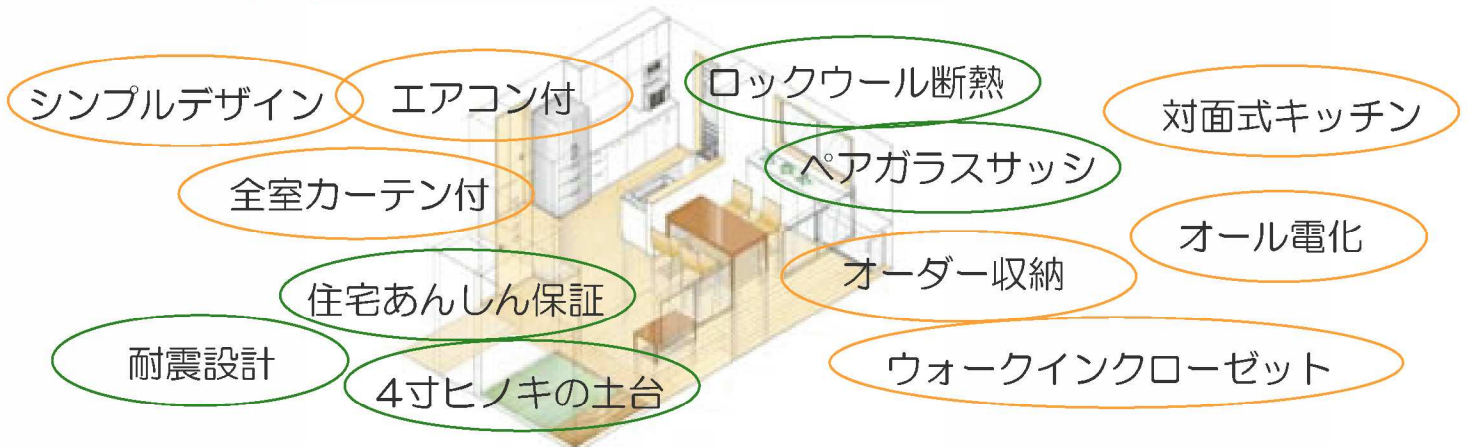 シンプルデザイン
エアコン付
ロックウール断熱
対面式キッチン
全室カーテン付
ペアガラスサッシ
オール電化
オーダー収納
住宅あんしん保証
耐震設計
4寸ヒノキの土台
ウォークインクローゼット